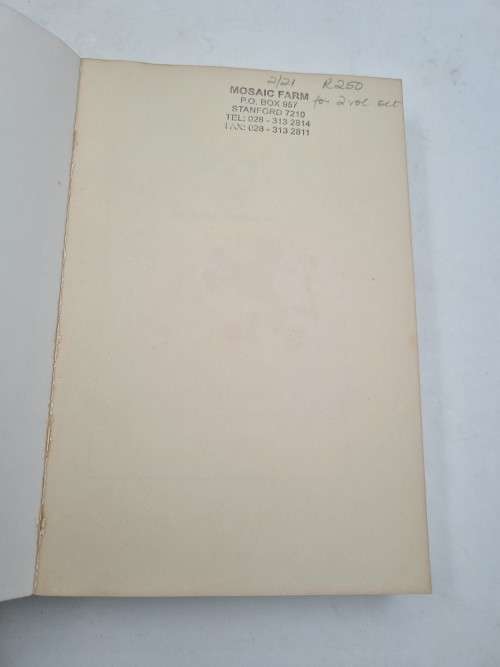 2/21 R250
MOSAIC FARM
P.O. BOX 957
for 2 vol set
STANFORD 7210
TEL: 028 - 313 2814
FAX: 028 - 313 2811